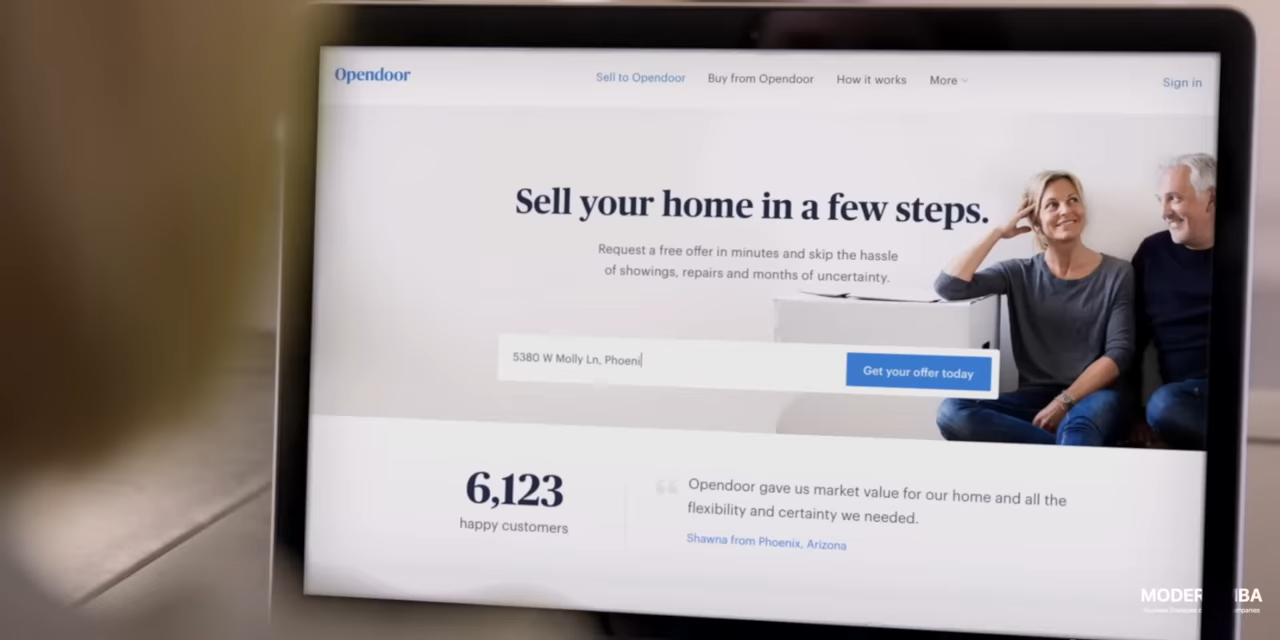 Opendoor
Sell to Opendoor
Buy from Opendoor
How it works
More
Sign in
Sell your home in a few steps.
Request a free offer in minutes and skip the hassle
of showings, repairs and months of uncertainty.
5380 W Molly Ln, Phoeni
Get your offer today
6,123
happy customers
“ Opendoor gave us market value for our home and all the
flexibility and certainty we needed.
Shawna from Phoenix, Arizona